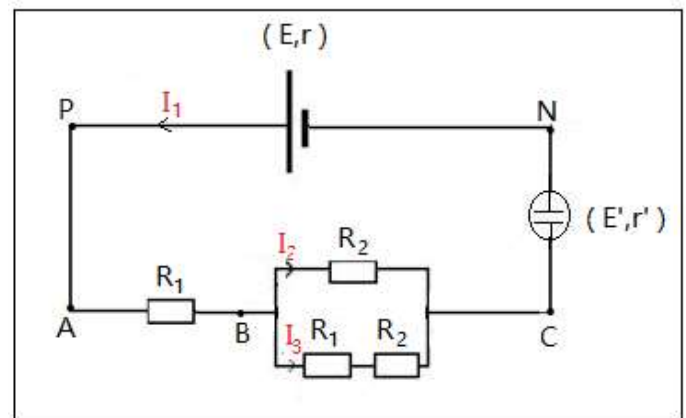 ( E,r )
P
I₁
N
( E',r' )
I₂
R₂
R₁
A
B
I₃
R₁
R₂
C